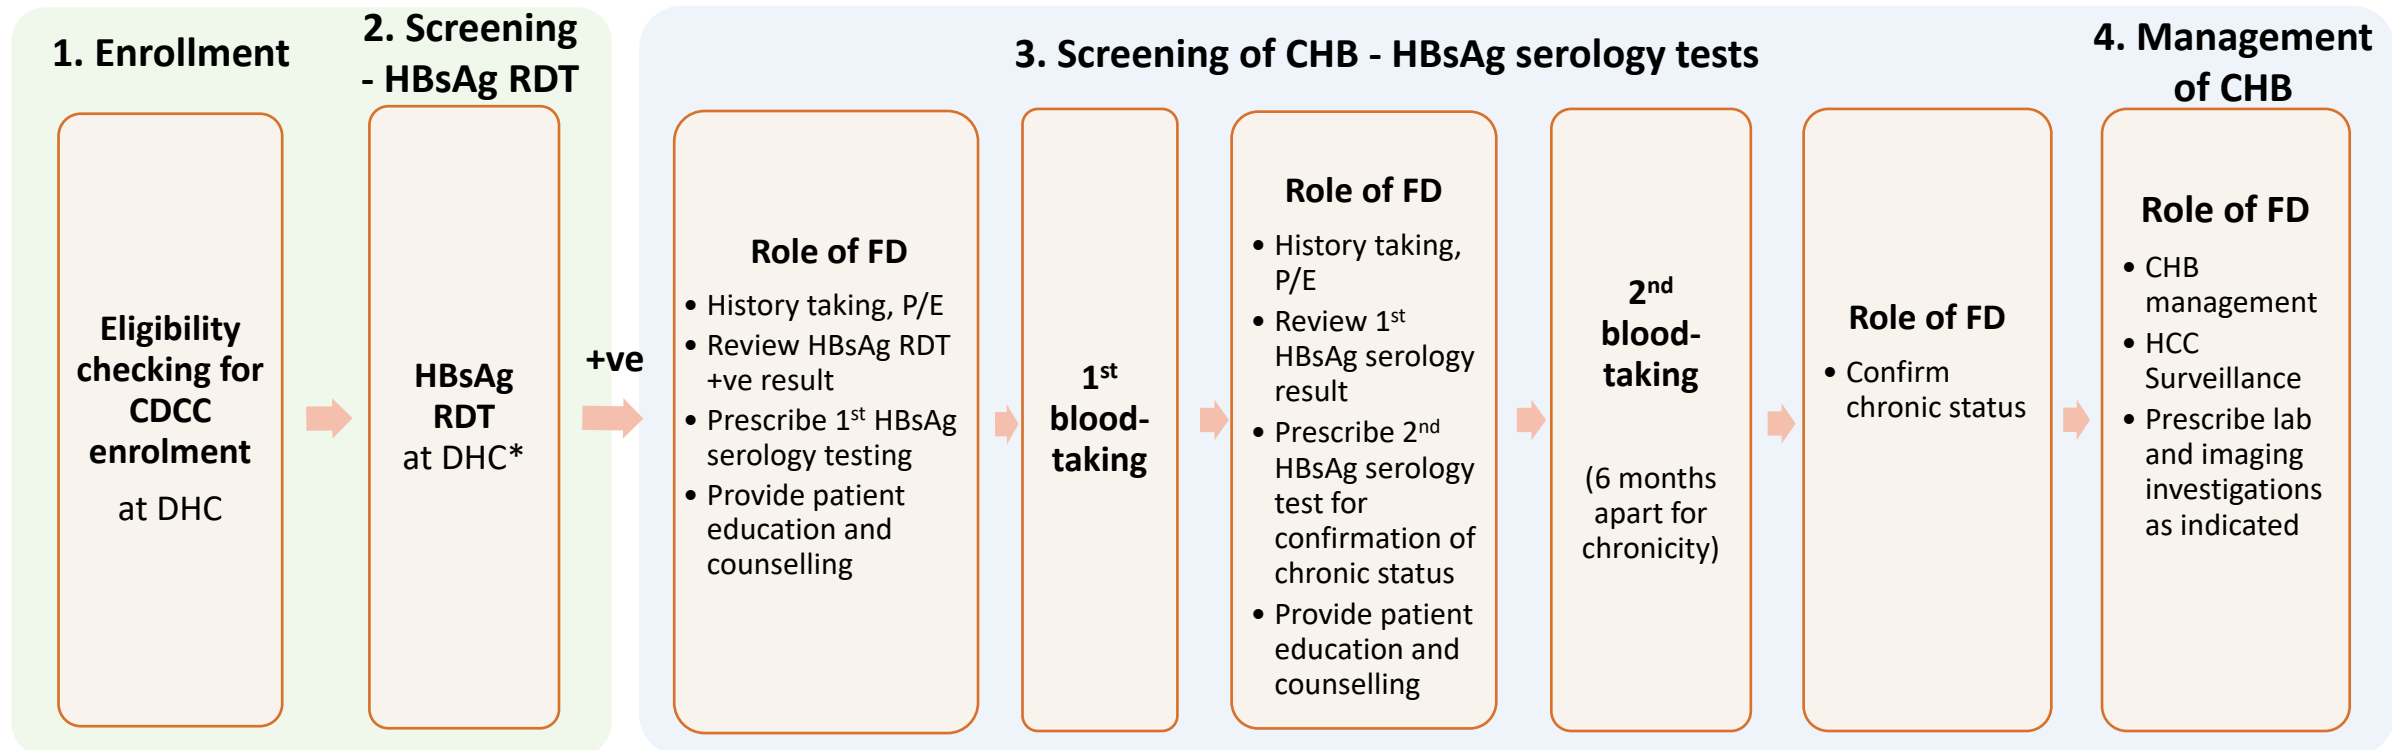 1. Enrollment
Eligibility
checking for
CDCC
enrolment
at DHC
2. Screening
- HBsAg RDT
HBsAg
RDT
at DHC*
+ve
3. Screening of CHB - HBsAg serology tests
Role of FD
• History taking, P/E
• Review HBsAg RDT
+ve result
• Prescribe 1st HBsAg
serology testing
• Provide patient
education and
counselling
1st
blood-
taking
Role of FD
• History taking,
P/E
• Review 1st
HBsAg serology
result
• Prescribe 2nd
HBsAg serology
test for
confirmation of
chronic status
• Provide patient
education and
counselling
2nd
blood-
taking
(6 months
apart for
chronicity)
Role of FD
• Confirm
chronic status
4. Management
of CHB
Role of FD
• CHB
management
• HCC
Surveillance
• Prescribe lab
and imaging
investigations
as indicated